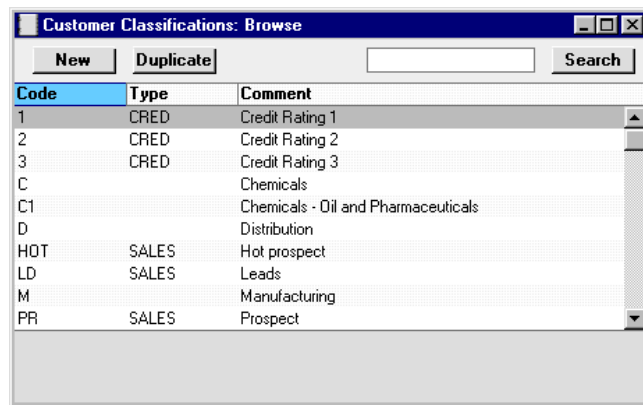 Customer Classifications: Browse
New Duplicate Search
Code Type Comment
1 CRED Credit Rating 1
2 CRED Credit Rating 2
3 CRED Credit Rating 3
C Chemicals
C1 Chemicals - Oil and Pharmaceuticals
D Distribution
HOT SALES Hot prospect
LD SALES Leads
M Manufacturing
PR SALES Prospect